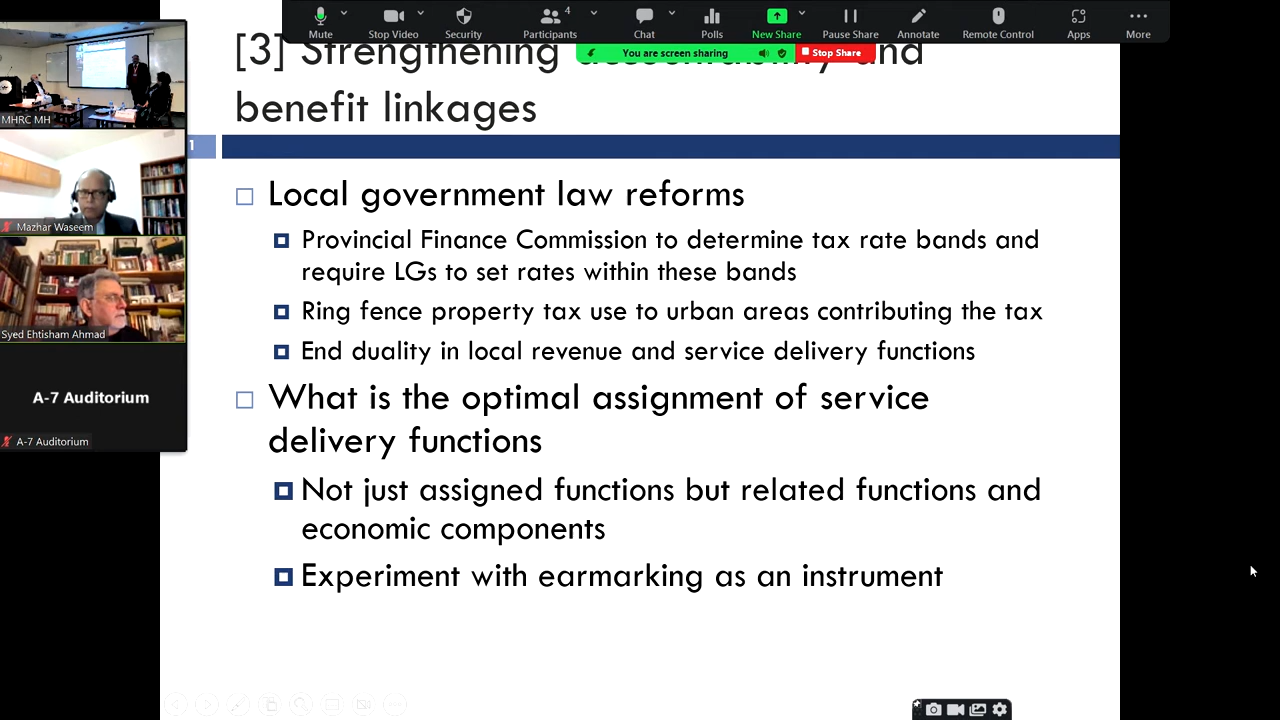 Mute
Stop Video
Security
4
Participants
Chat
Polls
New Share
Pause Share
Annotate
Remote Control
Apps
More
You are screen sharing
Stop Share
[3] Strengthening accountability and
benefit linkages
1
MHRC MH
Mazhar Waseem
Syed Ehtisham Ahmad
A-7 Auditorium
A-7 Auditorium
Local government law reforms
Provincial Finance Commission to determine tax rate bands and
require LGs to set rates within these bands
Ring fence property tax use to urban areas contributing the tax
End duality in local revenue and service delivery functions
What is the optimal assignment of service
delivery functions
Not just assigned functions but related functions and
economic components
Experiment with earmarking as an instrument